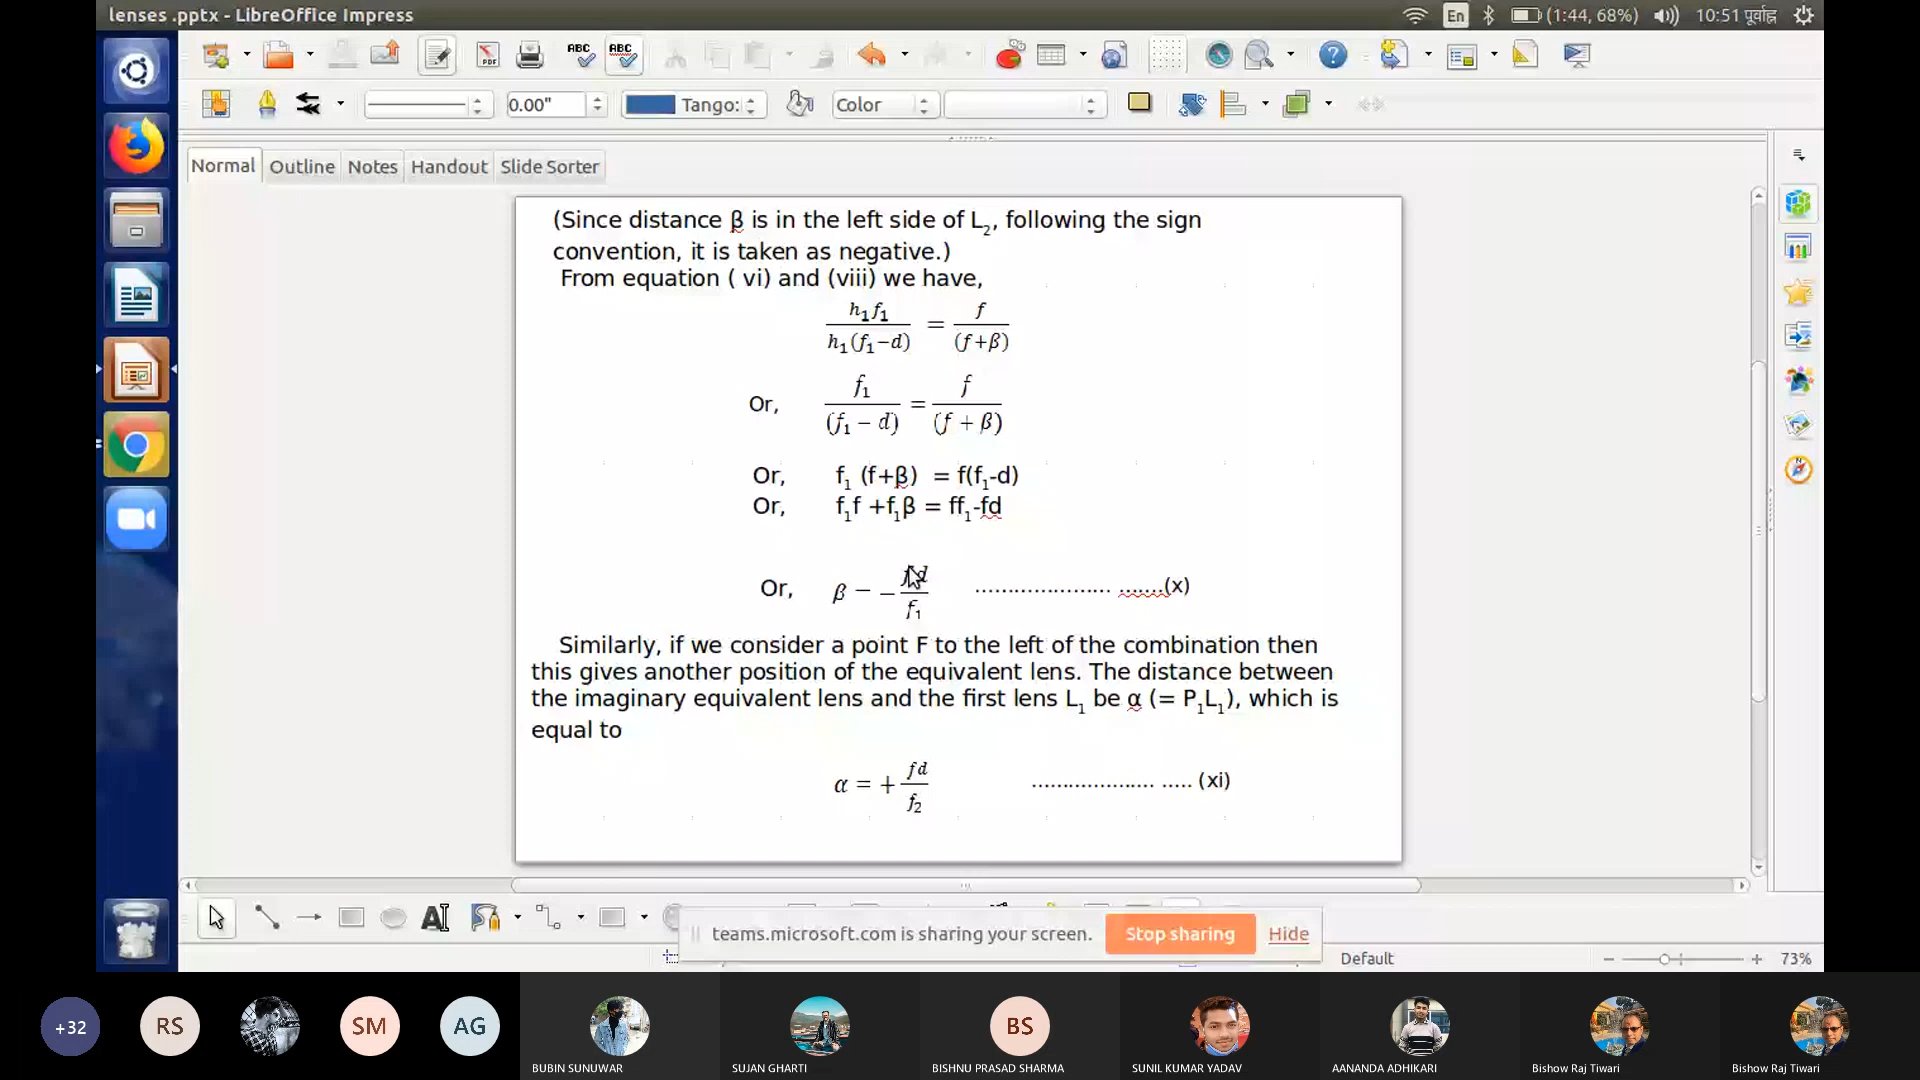 lenses .pptx - LibreOffice Impress
En (1:44, 68%) 10:51 पूर्वाह्न
PDF ABC ABC
0.00" Tango: Color
Normal Outline Notes Handout Slide Sorter
(Since distance β is in the left side of L₂, following the sign
convention, it is taken as negative.)
From equation ( vi) and (viii) we have,
h₁f₁ / h₁(f₁−d) = f / (f+β)
Or, f₁ / (f₁ − d) = f / (f + β)
Or, f₁ (f+β) = f(f₁-d)
Or, f₁f +f₁β = ff₁-fd
Or, β − − d / f₁ ..................... .......(x)
Similarly, if we consider a point F to the left of the combination then
this gives another position of the equivalent lens. The distance between
the imaginary equivalent lens and the first lens L₁ be α (= P₁L₁), which is
equal to
α = + fd / f₂ .................... ..... (xi)
teams.microsoft.com is sharing your screen. Stop sharing Hide
Default 73%
+32 RS SM AG BS
BUBIN SUNUWAR SUJAN GHARTI BISHNU PRASAD SHARMA SUNIL KUMAR YADAV AANANDA ADHIKARI Bishow Raj Tiwari Bishow Raj Tiwari